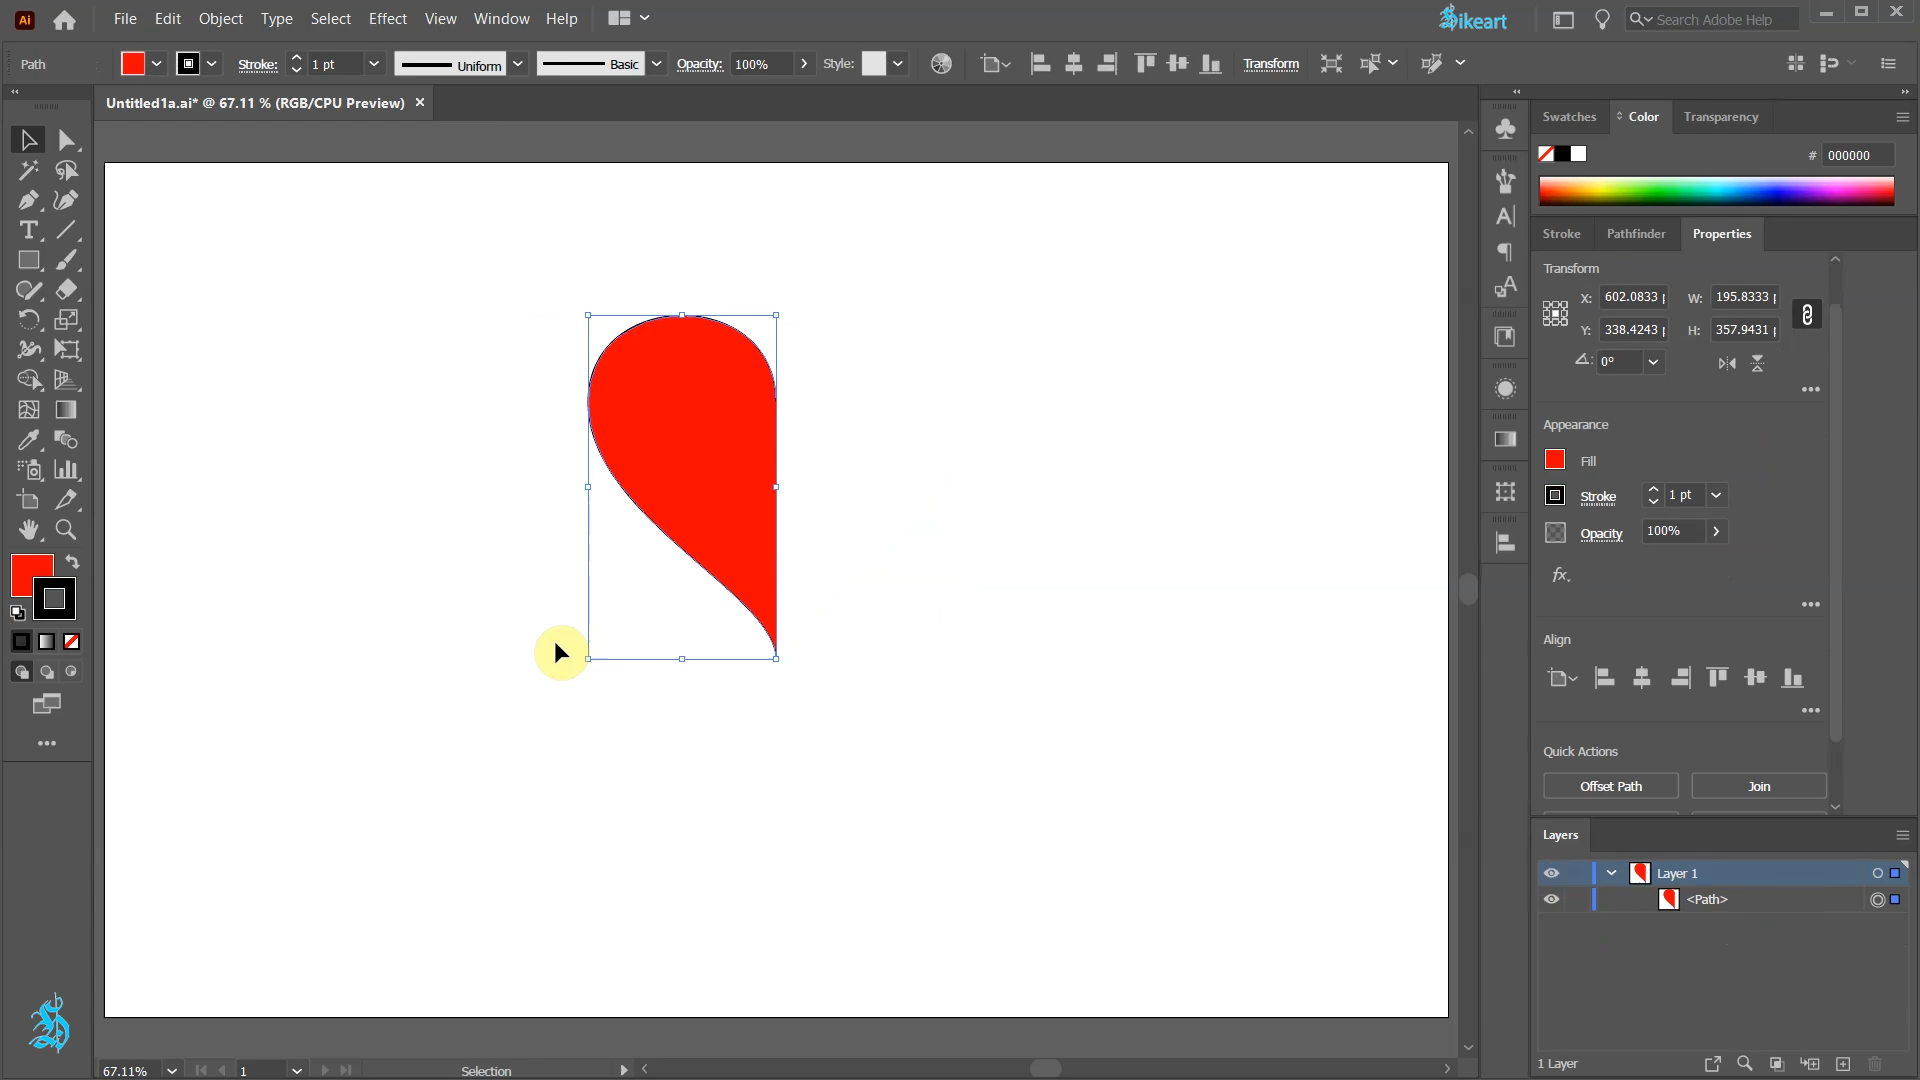 Ai File Edit Object Type Select Effect View Window Help ikeart Search Adobe Help
Path Stroke: 1 pt Uniform Basic Opacity: 100% Style: Transform
Untitled1a.ai* @ 67.11 % (RGB/CPU Preview) ×
Swatches Color Transparency
# 000000
Stroke Pathfinder Properties
Transform
X: 602.0833 W: 195.8333
Y: 338.4243 H: 357.9431
0°
Appearance
Fill
Stroke 1 pt
Opacity 100%
fx.
Align
Quick Actions
Offset Path Join
Layers
Layer 1
<Path>
1 Layer
67.11% 1 Selection